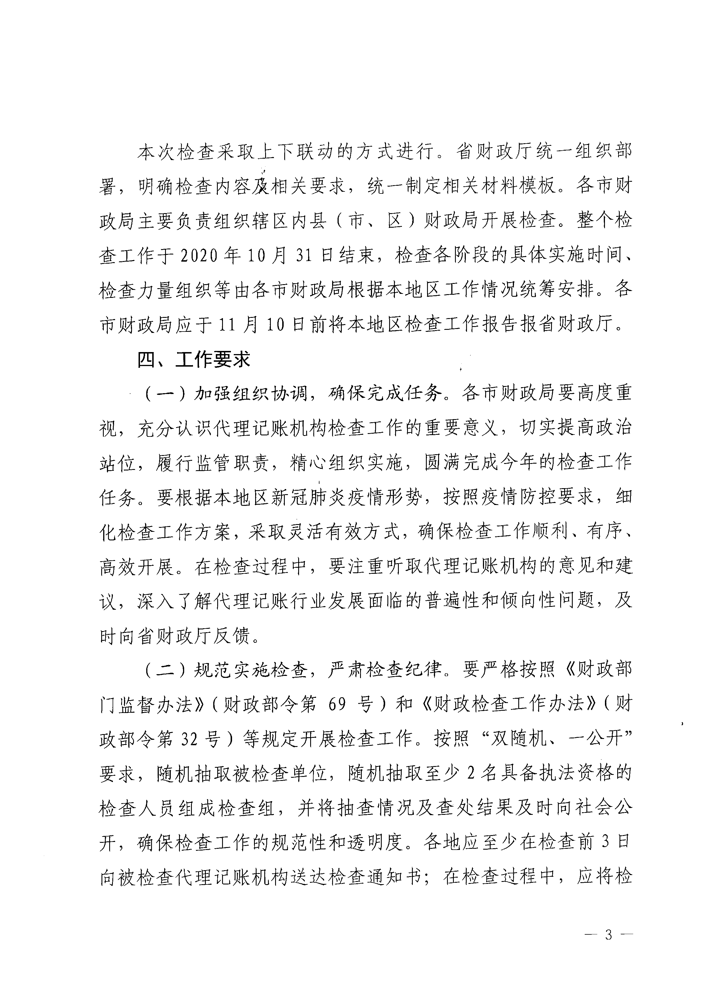 本次检查采取上下联动的方式进行。省财政厅统一组织部
署，明确检查内容及相关要求，统一制定相关材料模板。各市财
政局主要负责组织辖区内县（市、区）财政局开展检查。整个检
查工作于 2020 年 10 月 31 日结束，检查各阶段的具体实施时间、
检查力量组织等由各市财政局根据本地区工作情况统筹安排。各
市财政局应于 11 月 10 日前将本地区检查工作报告报省财政厅。
四、工作要求
（一）加强组织协调，确保完成任务。各市财政局要高度重
视，充分认识代理记账机构检查工作的重要意义，切实提高政治
站位，履行监管职责，精心组织实施，圆满完成今年的检查工作
任务。要根据本地区新冠肺炎疫情形势，按照疫情防控要求，细
化检查工作方案，采取灵活有效方式，确保检查工作顺利、有序、
高效开展。在检查过程中，要注重听取代理记账机构的意见和建
议，深入了解代理记账行业发展面临的普遍性和倾向性问题，及
时向省财政厅反馈。
（二）规范实施检查，严肃检查纪律。要严格按照《财政部
门监督办法》（财政部令第 69 号）和《财政检查工作办法》（财
政部令第 32 号）等规定开展检查工作。按照“双随机、一公开”
要求，随机抽取被检查单位，随机抽取至少 2 名具备执法资格的
检查人员组成检查组，并将抽查情况及查处结果及时向社会公
开，确保检查工作的规范性和透明度。各地应至少在检查前 3 日
向被检查代理记账机构送达检查通知书；在检查过程中，应将检
— 3 —